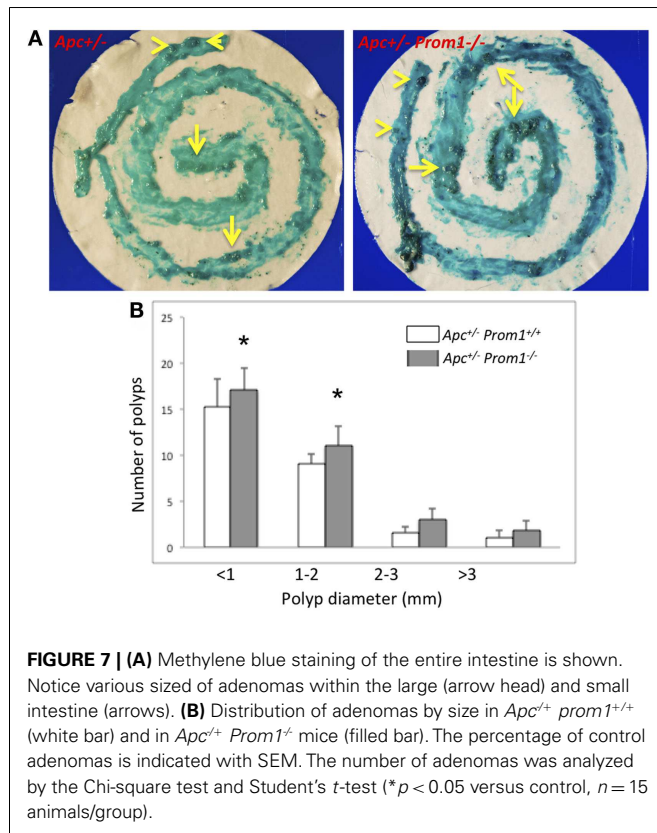 A
Apc+/-
Apc+/- Prom1-/-
B
Apc+/- Prom1+/+
Apc+/- Prom1-/-
Number of polyps
25
20
15
10
5
0
*
*
<1 1-2 2-3 >3
Polyp diameter (mm)
FIGURE 7 | (A) Methylene blue staining of the entire intestine is shown.
Notice various sized of adenomas within the large (arrow head) and small
intestine (arrows). (B) Distribution of adenomas by size in Apc-/+ prom1+/+
(white bar) and in Apc-/+ Prom1-/- mice (filled bar). The percentage of control
adenomas is indicated with SEM. The number of adenomas was analyzed
by the Chi-square test and Student's t-test (*p < 0.05 versus control, n = 15
animals/group).